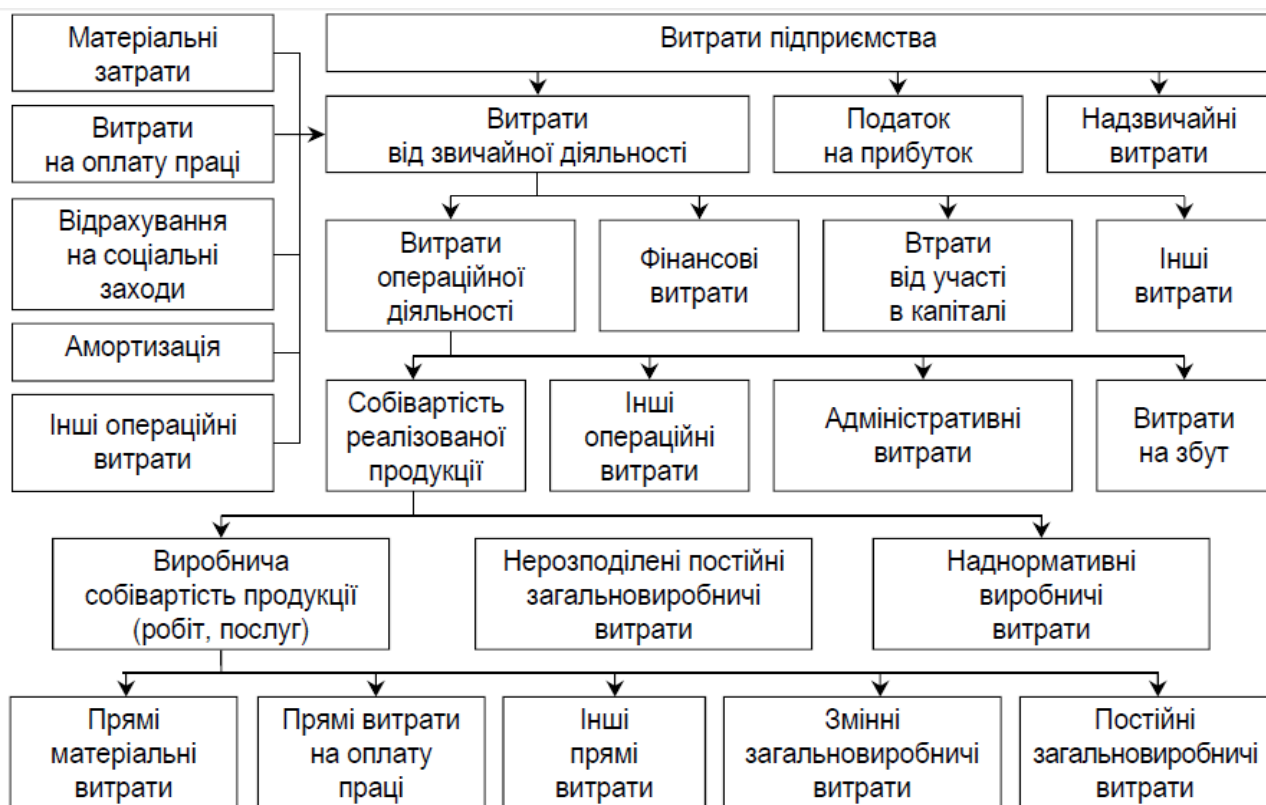 Матеріальні
затрати
Витрати підприємства
Витрати
на оплату праці
Витрати
від звичайної діяльності
Податок
на прибуток
Надзвичайні
витрати
Відрахування
на соціальні
заходи
Витрати
операційної
діяльності
Фінансові
витрати
Втрати
від участі
в капіталі
Інші
витрати
Амортизація
Інші операційні
витрати
Собівартість
реалізованої
продукції
Інші
операційні
витрати
Адміністративні
витрати
Витрати
на збут
Виробнича
собівартість продукції
(робіт, послуг)
Нерозподілені постійні
загальновиробничі
витрати
Наднормативні
виробничі
витрати
Прямі
матеріальні
витрати
Прямі витрати
на оплату
праці
Інші
прямі
витрати
Змінні
загальновиробничі
витрати
Постійні
загальновиробничі
витрати